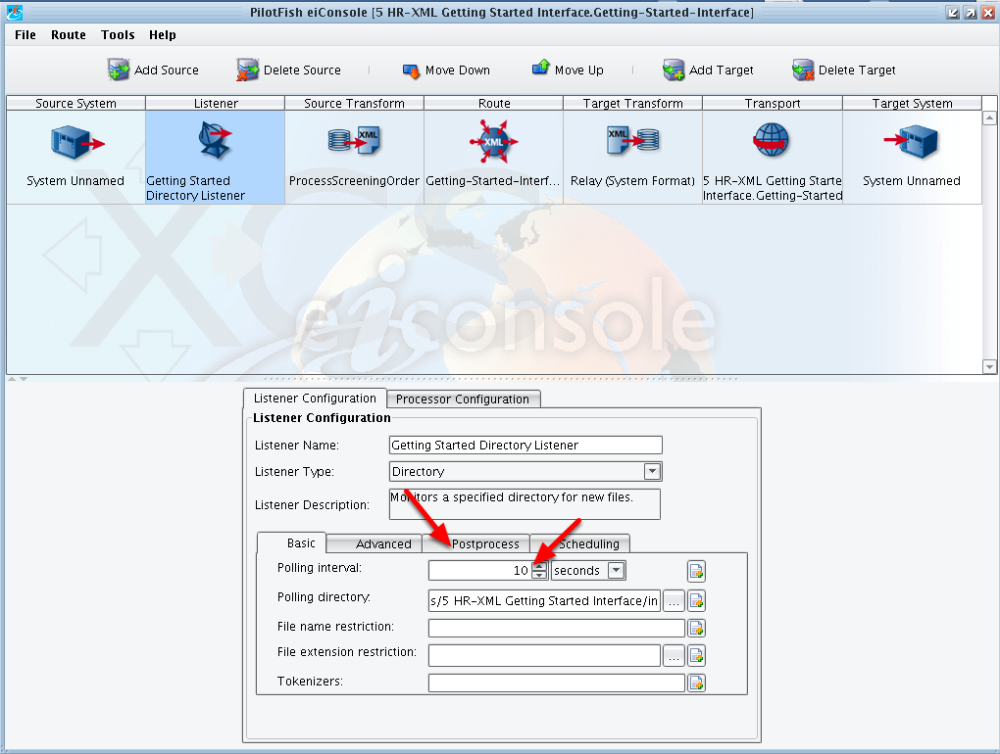 PilotFish eiConsole [5 HR-XML Getting Started Interface.Getting-Started-Interface]
File Route Tools Help
Add Source Delete Source Move Down Move Up Add Target Delete Target
Source System Listener Source Transform Route Target Transform Transport Target System
XML XML XML
System Unnamed Getting Started ProcessScreeningOrder Getting-Started-Interf... Relay (System Format) 5 HR-XML Getting Starte System Unnamed
Directory Listener Interface.Getting-Started
XCS
eiconsole
Listener Configuration Processor Configuration
Listener Configuration
Listener Name: Getting Started Directory Listener
Listener Type: Directory
Listener Description: Monitors a specified directory for new files.
Basic Advanced Postprocess Scheduling
Polling interval: 10 seconds
Polling directory: s/5 HR-XML Getting Started Interface/in ...
File name restriction:
File extension restriction: ...
Tokenizers: